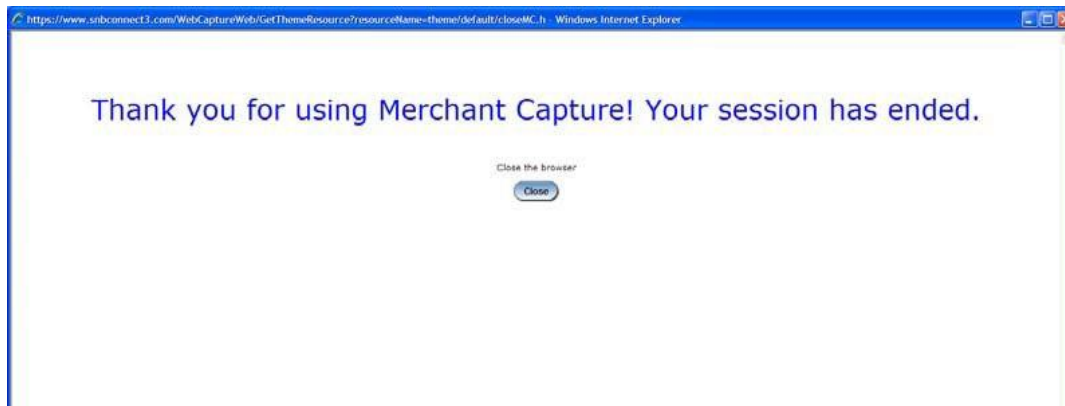 https://www.snbconnect3.com/WebCaptureWeb/GetThemeResource?resourceName=theme/default/closeMC.h - Windows Internet Explorer
Thank you for using Merchant Capture! Your session has ended.
Close the browser
Close